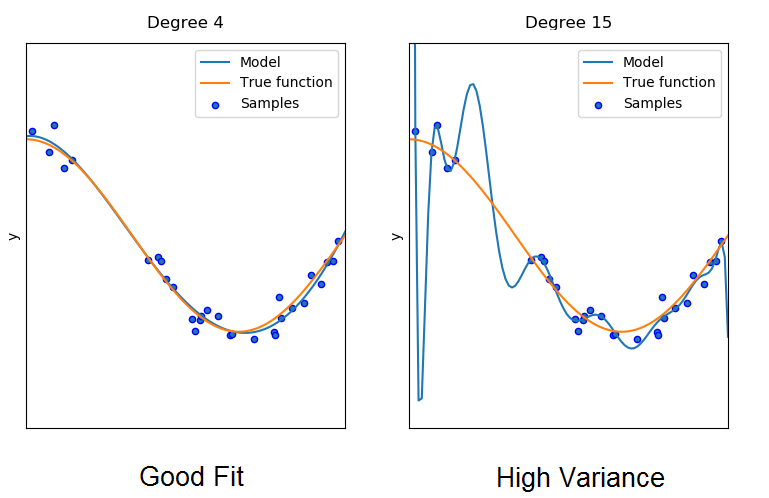 Degree 4
Model
True function
Samples
y
Good Fit
Degree 15
Model
True function
Samples
y
High Variance